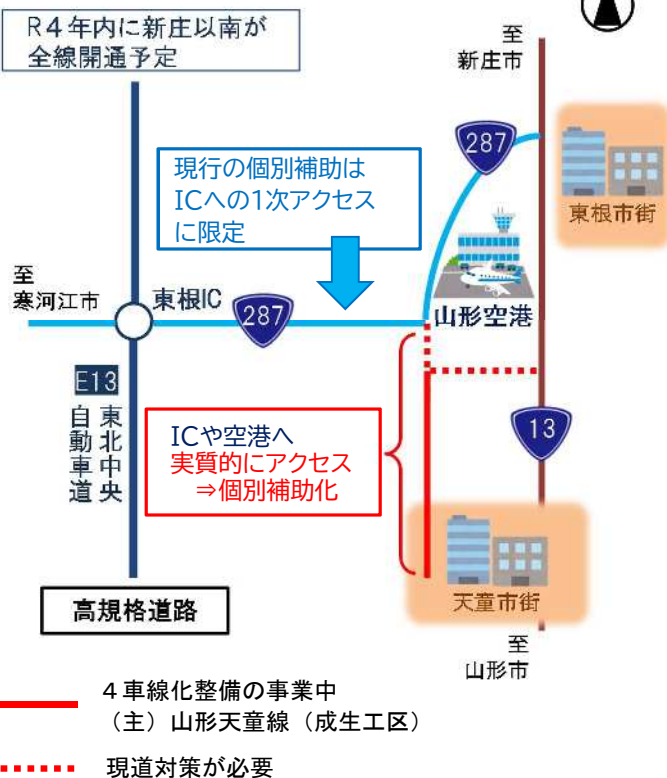 R4年内に新庄以南が
全線開通予定
至
新庄市
287
現行の個別補助は
ICへの1次アクセス
に限定
東根市街
至
寒河江市
東根IC
287
山形空港
E13
東北中央
自動車道
ICや空港へ
実質的にアクセス
⇒個別補助化
13
天童市街
高規格道路
至
山形市
4車線化整備の事業中
(主)山形天童線(成生工区)
現道対策が必要